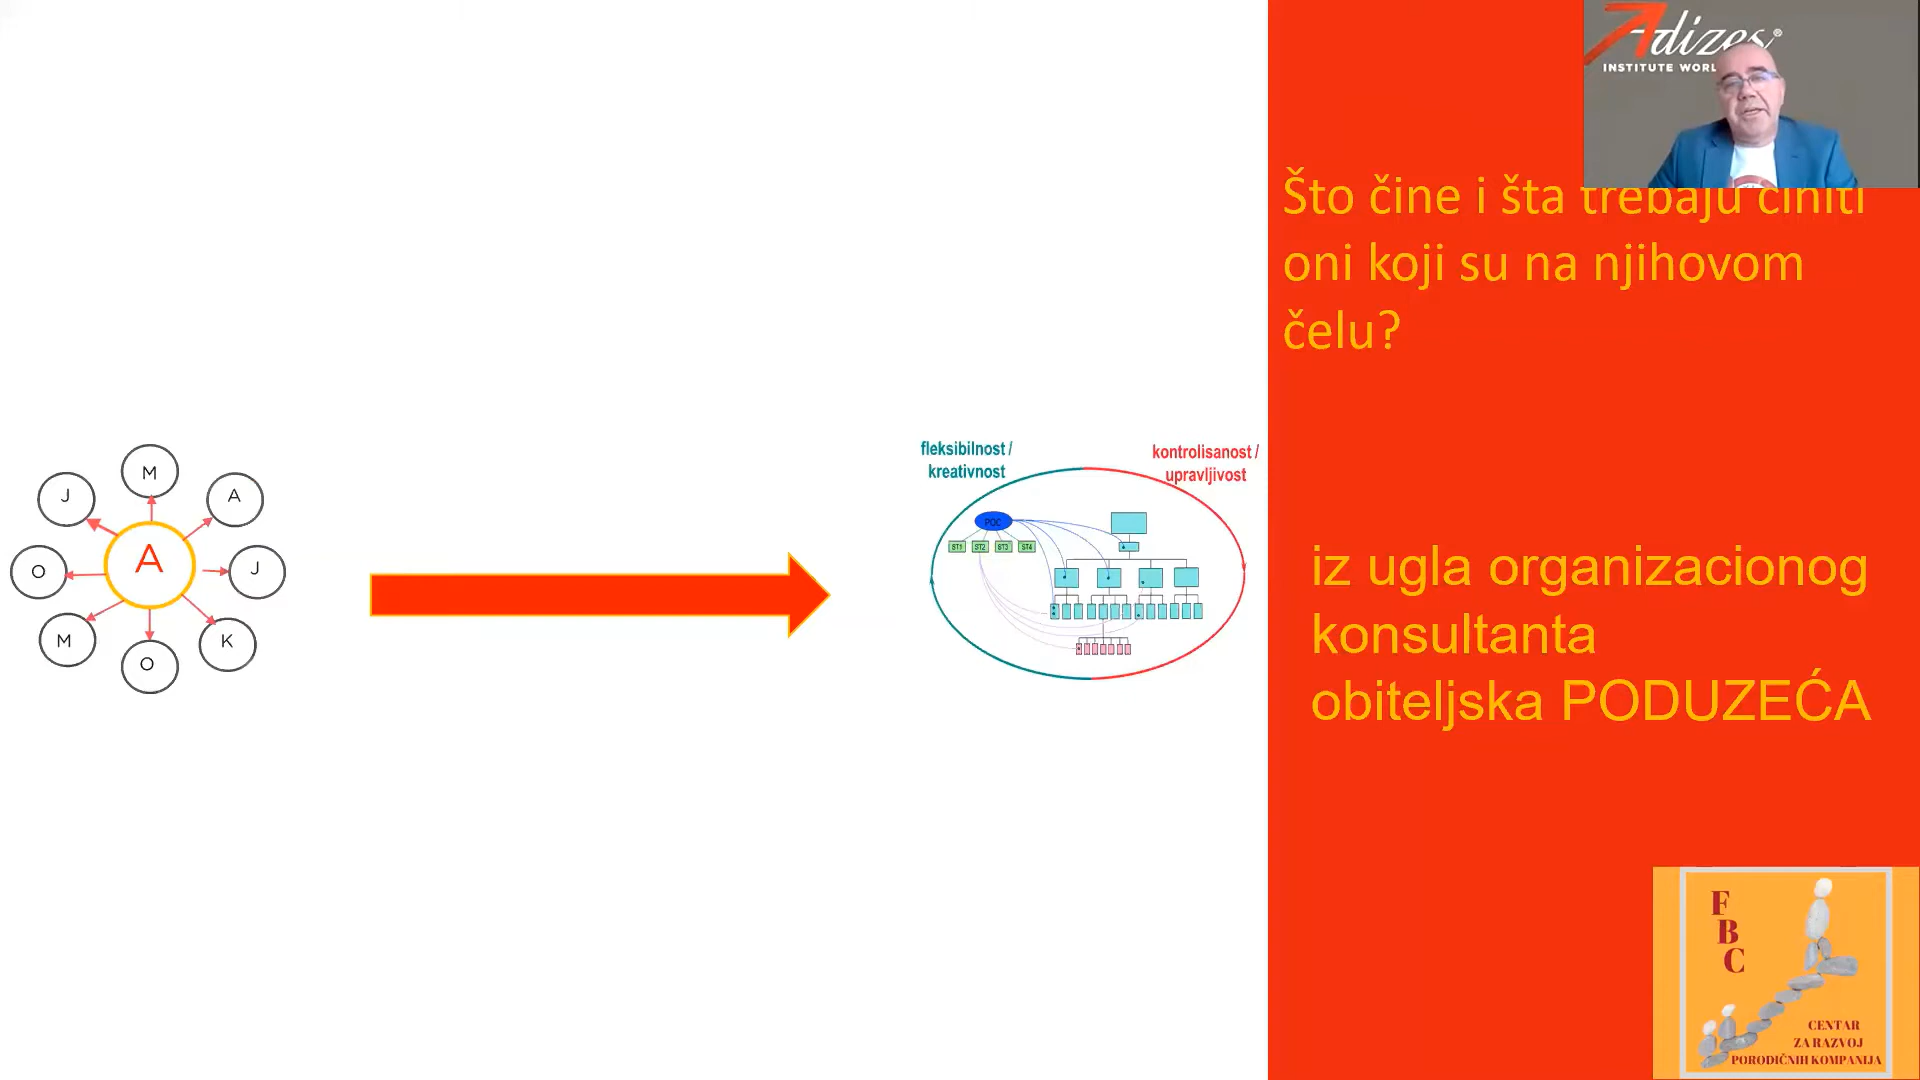 Adizes®
INSTITUTE WORL
Što čine i šta trebaju činiti
oni koji su na njihovom
čelu?
fleksibilnost /
kreativnost
kontrolisanost /
upravljivost
M
J
A
A
O
J
M
K
O
POC
ST1 ST2 ST3 ST4
iz ugla organizacionog
konsultanta
obiteljska PODUZEĆA
F
B
C
CENTAR
ZA RAZVOJ
PORODIČNIH KOMPANIJA